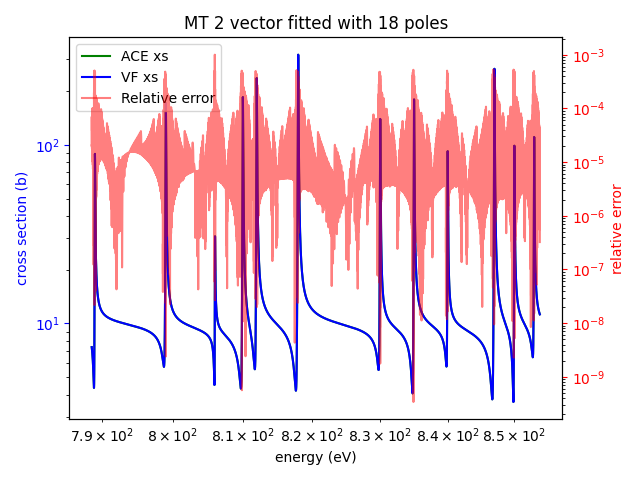 MT 2 vector fitted with 18 poles
ACE xs
VF xs
Relative error
cross section (b)
10²
10¹
10⁻³
10⁻⁴
10⁻⁵
10⁻⁶
10⁻⁷
10⁻⁸
10⁻⁹
relative error
7.9 × 10² 8 × 10² 8.1 × 10² 8.2 × 10² 8.3 × 10² 8.4 × 10² 8.5 × 10²
energy (eV)